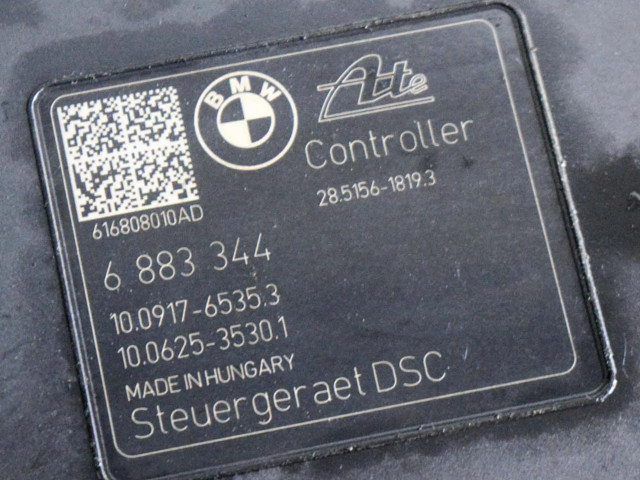 BMW
Ate
Controller
28.5156-1819.3
616808010AD
6 883 344
10.0917-6535.3
10.0625-3530.1
MADE IN HUNGARY
Steuergeraet DSC